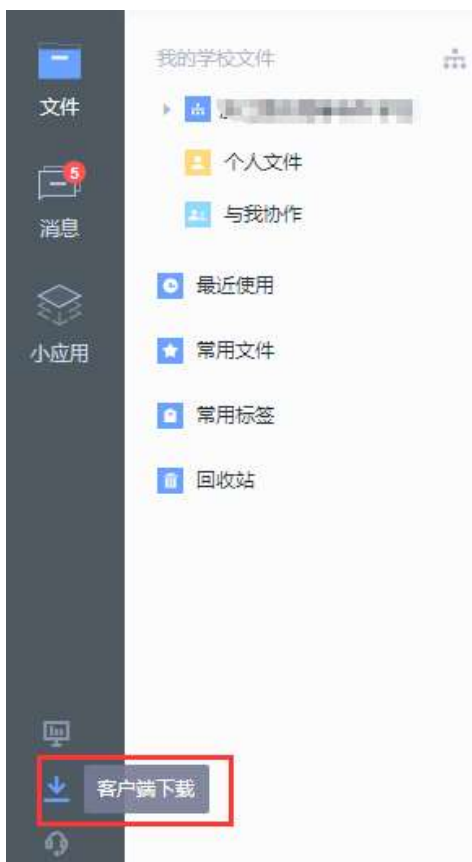 文件
5
消息
小应用
我的学校文件
个人文件
与我协作
最近使用
常用文件
常用标签
回收站
客户端下载